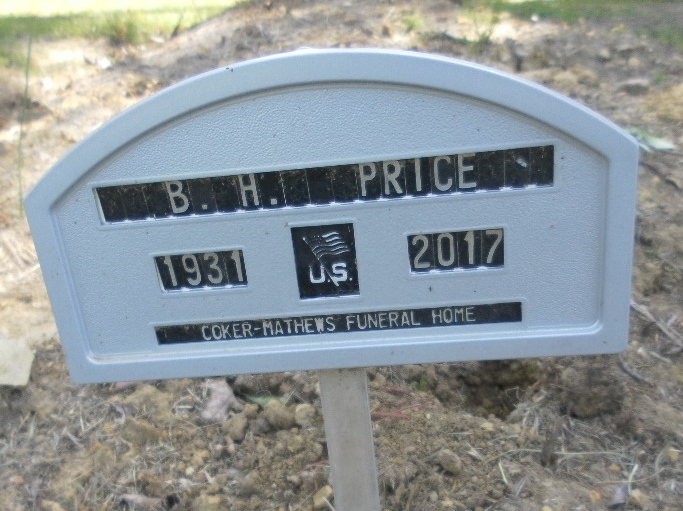 B. H. PRICE
1931 U.S. 2017
COKER-MATHEWS FUNERAL HOME